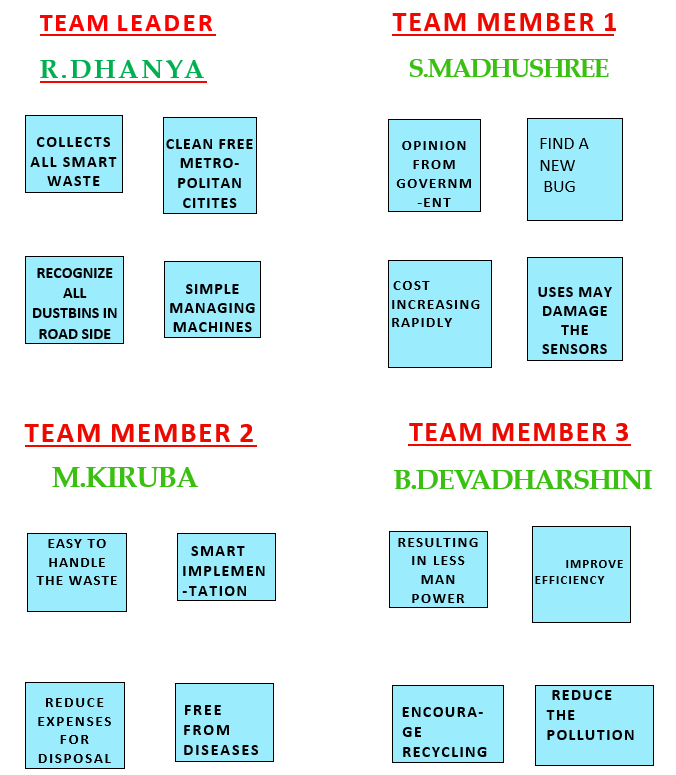 TEAM LEADER
R.DHANYA
COLLECTS
ALL SMART
WASTE
CLEAN FREE
METRO-
POLITAN
CITITES
RECOGNIZE
ALL
DUSTBINS IN
ROAD SIDE
SIMPLE
MANAGING
MACHINES
TEAM MEMBER 1
S.MADHUSHREE
OPINION
FROM
GOVERNM
-ENT
FIND A
NEW
BUG
COST
INCREASING
RAPIDLY
USES MAY
DAMAGE
THE
SENSORS
TEAM MEMBER 2
M.KIRUBA
EASY TO
HANDLE
THE WASTE
SMART
IMPLEMEN
-TATION
REDUCE
EXPENSES
FOR
DISPOSAL
FREE
FROM
DISEASES
TEAM MEMBER 3
B.DEVADHARSHINI
RESULTING
IN LESS
MAN
POWER
IMPROVE
EFFICIENCY
ENCOURA-
GE
RECYCLING
REDUCE
THE
POLLUTION